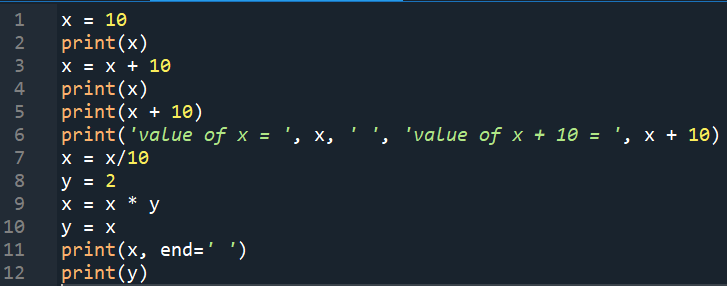 1 x = 10
2 print(x)
3 x = x + 10
4 print(x)
5 print(x + 10)
6 print('value of x = ', x, ' ', 'value of x + 10 = ', x + 10)
7 x = x/10
8 y = 2
9 x = x * y
10 y = x
11 print(x, end=' ')
12 print(y)